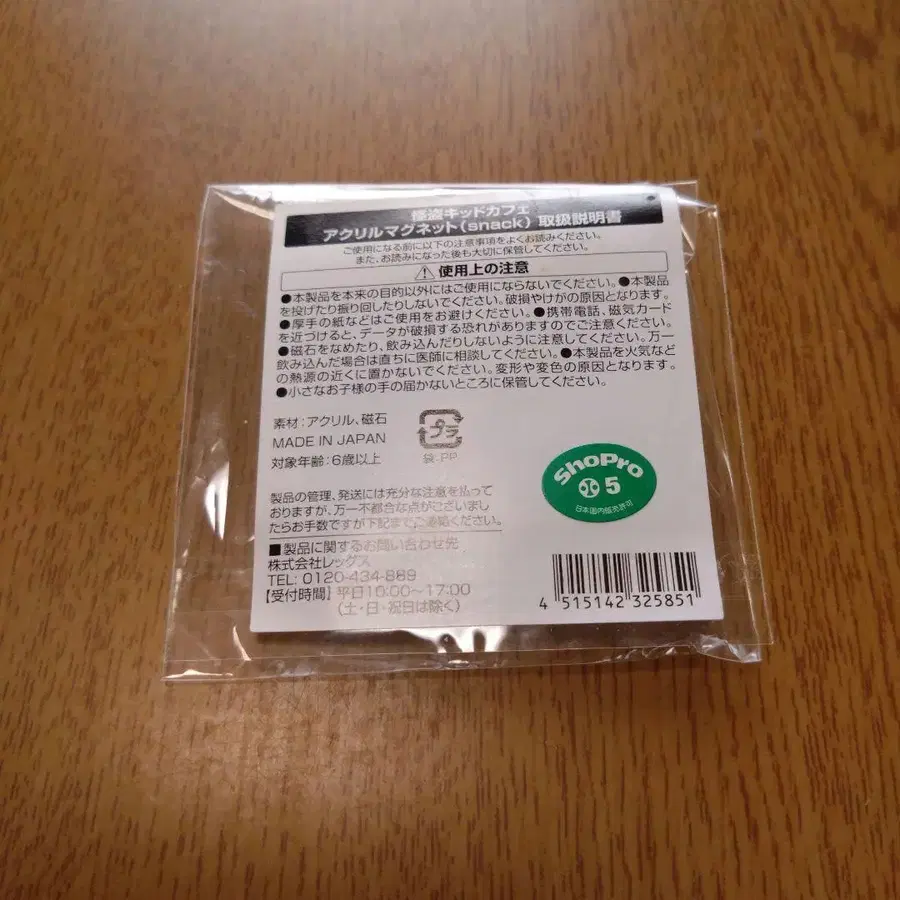 怪盗キッドカフェ
アクリルマグネット(snack) 取扱説明書
ご使用になる前に以下の注意事項をよくお読みください。
また、お読みになった後も大切に保管してください。
使用上の注意
●本製品を本来の目的以外にはご使用にならないでください。●本製品
を投げたり振り回したりしないでください。破損やけがの原因となります。
●厚手の紙などはご使用をお避けください。●携帯電話、磁気カード
を近づけると、データが破損する恐れがありますのでご注意ください。
●磁石をなめたり、飲み込んだりしないように注意してください。万一
飲み込んだ場合は直ちに医師に相談してください。●本製品を火気など
の熱源の近くに置かないでください。変形や変色の原因となります。
●小さなお子様の手の届かないところに保管してください。
素材:アクリル、磁石
MADE IN JAPAN
対象年齢:6歳以上
プラ
袋:PP
ShoPro
5
日本国内販売許可
製品の管理、発送には充分な注意を払って
おりますが、万一不都合な点がございまし
たらお手数ですが下記までご連絡ください。
■製品に関するお問い合わせ先
株式会社レッグス
TEL: 0120-434-889
【受付時間】平日10:00〜17:00
(土・日・祝日は除く)
4 515142 325851